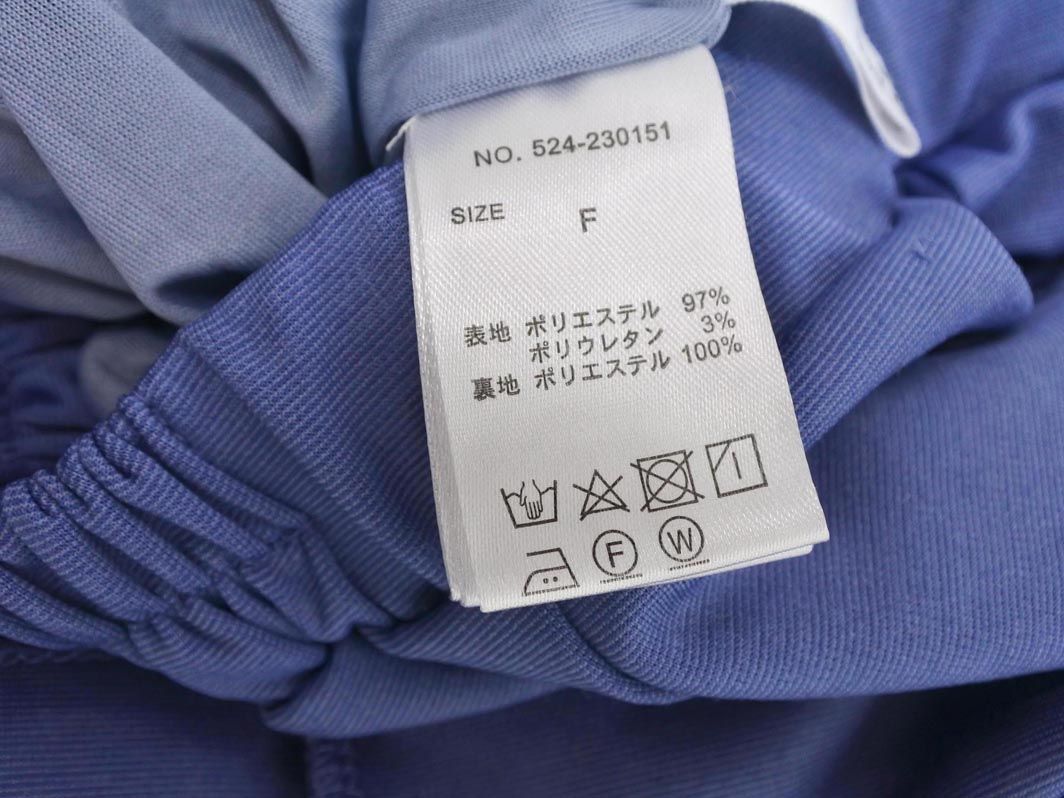 NO. 524-230151
SIZE F
表地 ポリエステル 97%
ポリウレタン 3%
裏地 ポリエステル 100%
F W